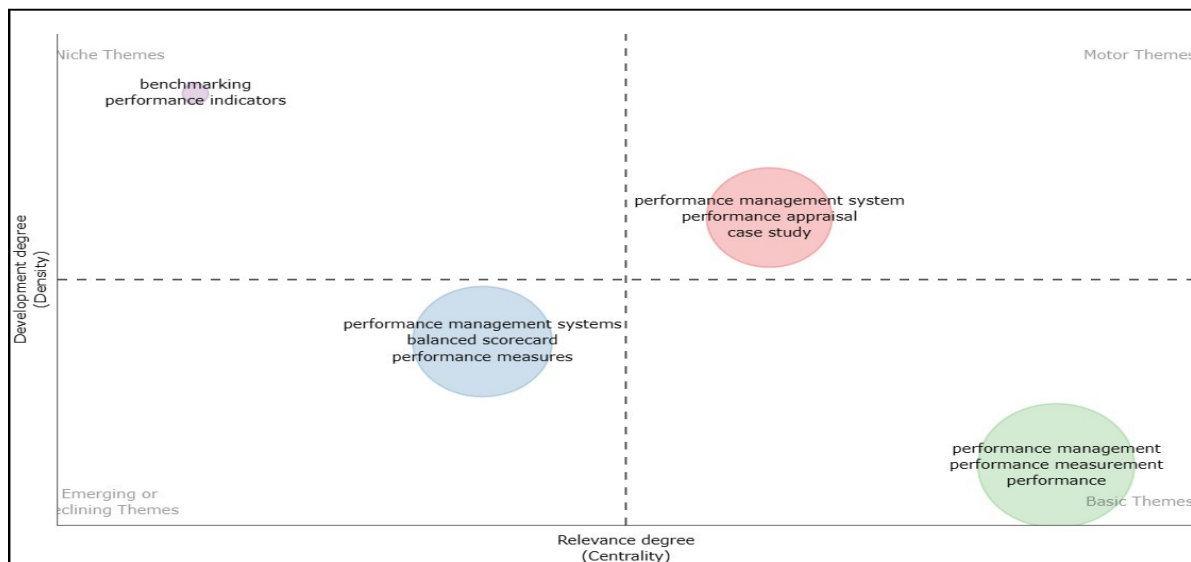 Niche Themes
Motor Themes
benchmarking
performance indicators
performance management system
performance appraisal
case study
Development degree
(Density)
performance management systems
balanced scorecard
performance measures
performance management
performance measurement
performance
Emerging or
eclining Themes
Basic Themes
Relevance degree
(Centrality)